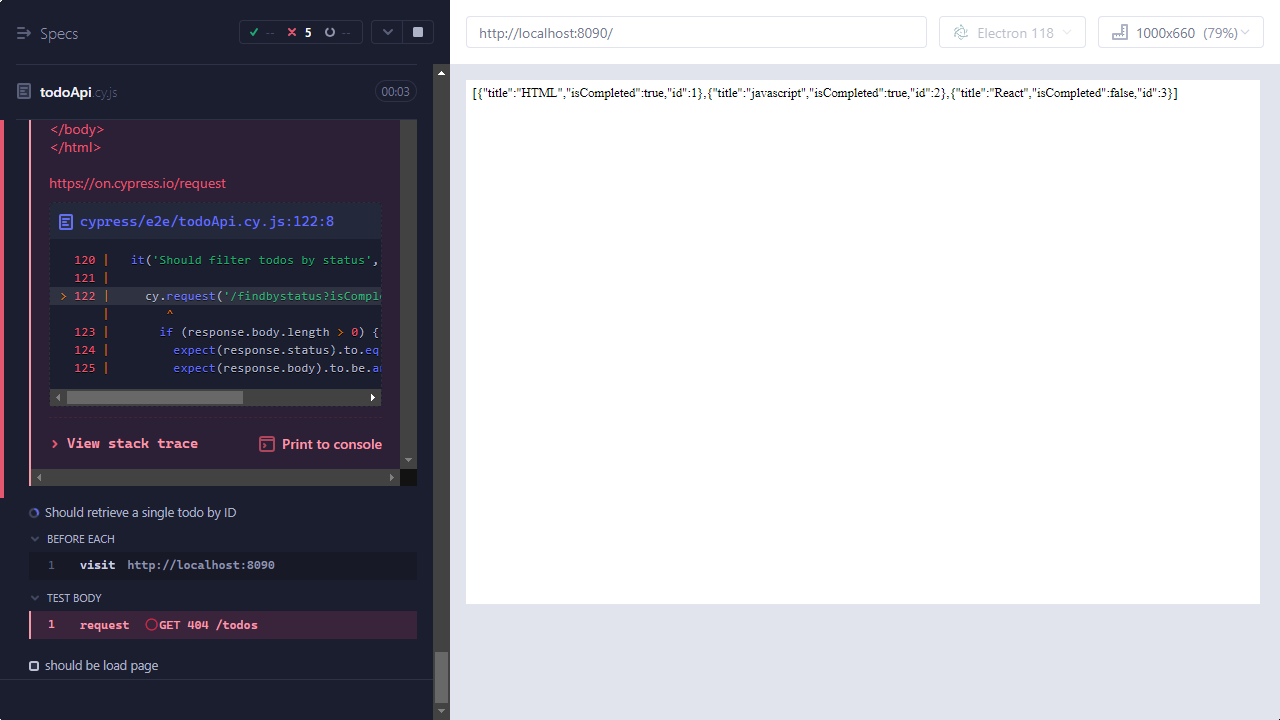 Specs
-- 5 --
http://localhost:8090/
Electron 118
1000x660 (79%)
todoApi.cy.js
00:03
[{"title":"HTML","isCompleted":true,"id":1},{"title":"javascript","isCompleted":true,"id":2},{"title":"React","isCompleted":false,"id":3}]
</body>
</html>
https://on.cypress.io/request
cypress/e2e/todoApi.cy.js:122:8
120 | it('Should filter todos by status',
121 |
> 122 | cy.request('/findbystatus?isComple
| ^
123 | if (response.body.length > 0) {
124 | expect(response.status).to.eq
125 | expect(response.body).to.be.an
> View stack trace
Print to console
Should retrieve a single todo by ID
BEFORE EACH
1 visit http://localhost:8090
TEST BODY
1 request GET 404 /todos
should be load page